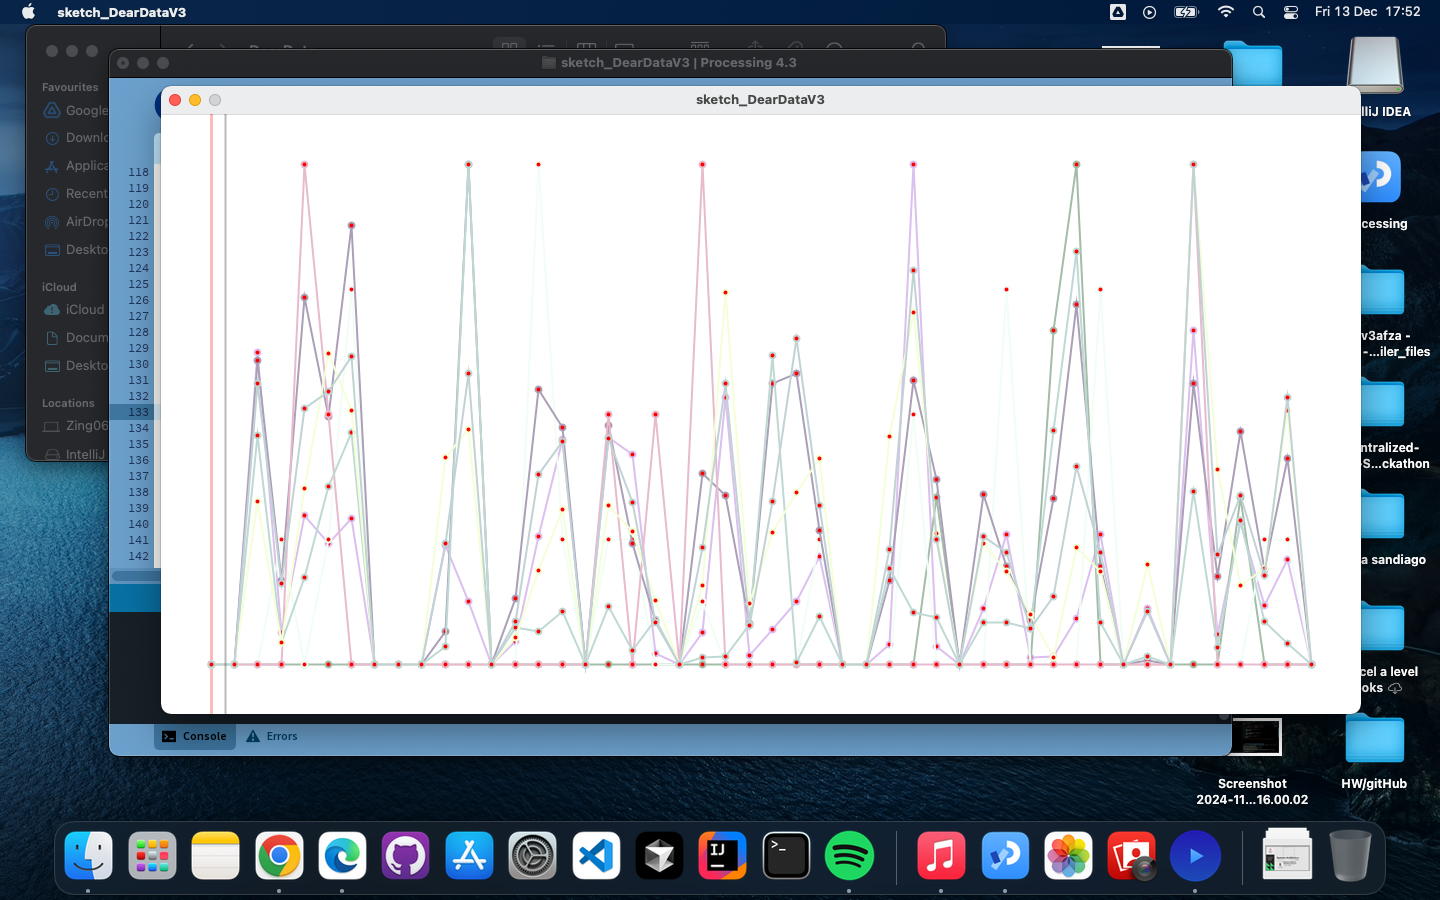 sketch_DearDataV3
Fri 13 Dec 17:52
sketch_DearDataV3 | Processing 4.3
sketch_DearDataV3
Favourites
Google
Downlo
Applica
Recent
AirDrop
Deskto
iCloud
iCloud
Docum
Deskto
Locations
Zing06
IntelliJ
118
119
120
121
122
123
124
125
126
127
128
129
130
131
132
133
134
135
136
137
138
139
140
141
142
Console
Errors
lliJ IDEA
cessing
v3afza -
-...iler_files
ntralized-
S...ckathon
a sandiago
cel a level
oks
Screenshot
2024-11...16.00.02
HW/gitHub
IJ
>_